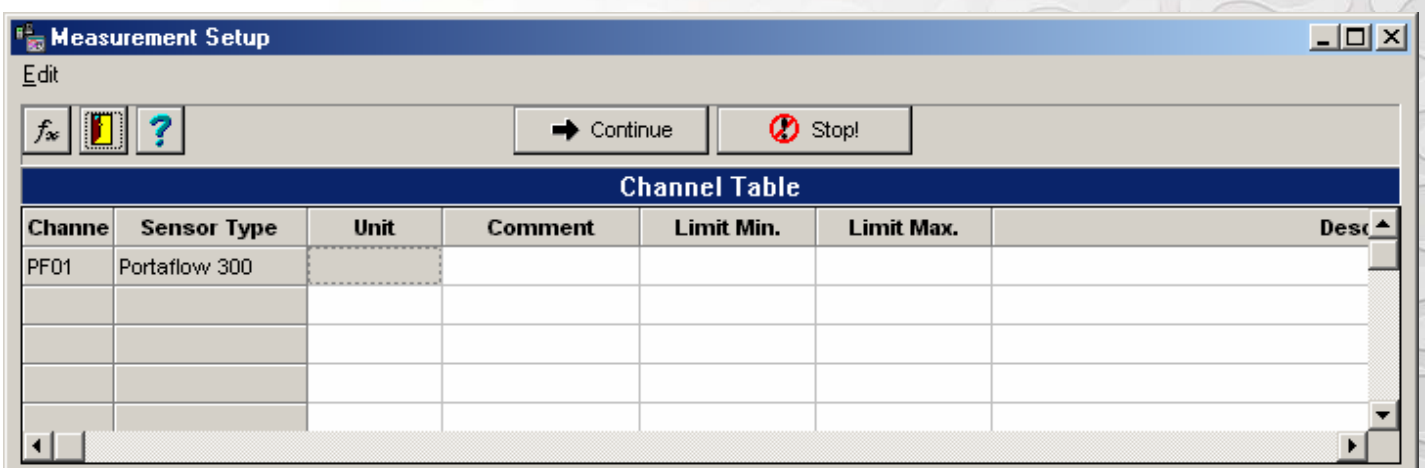 Measurement Setup
Edit
fx ? Continue Stop!
Channel Table
Channe Sensor Type Unit Comment Limit Min. Limit Max. Desc
PF01 Portaflow 300